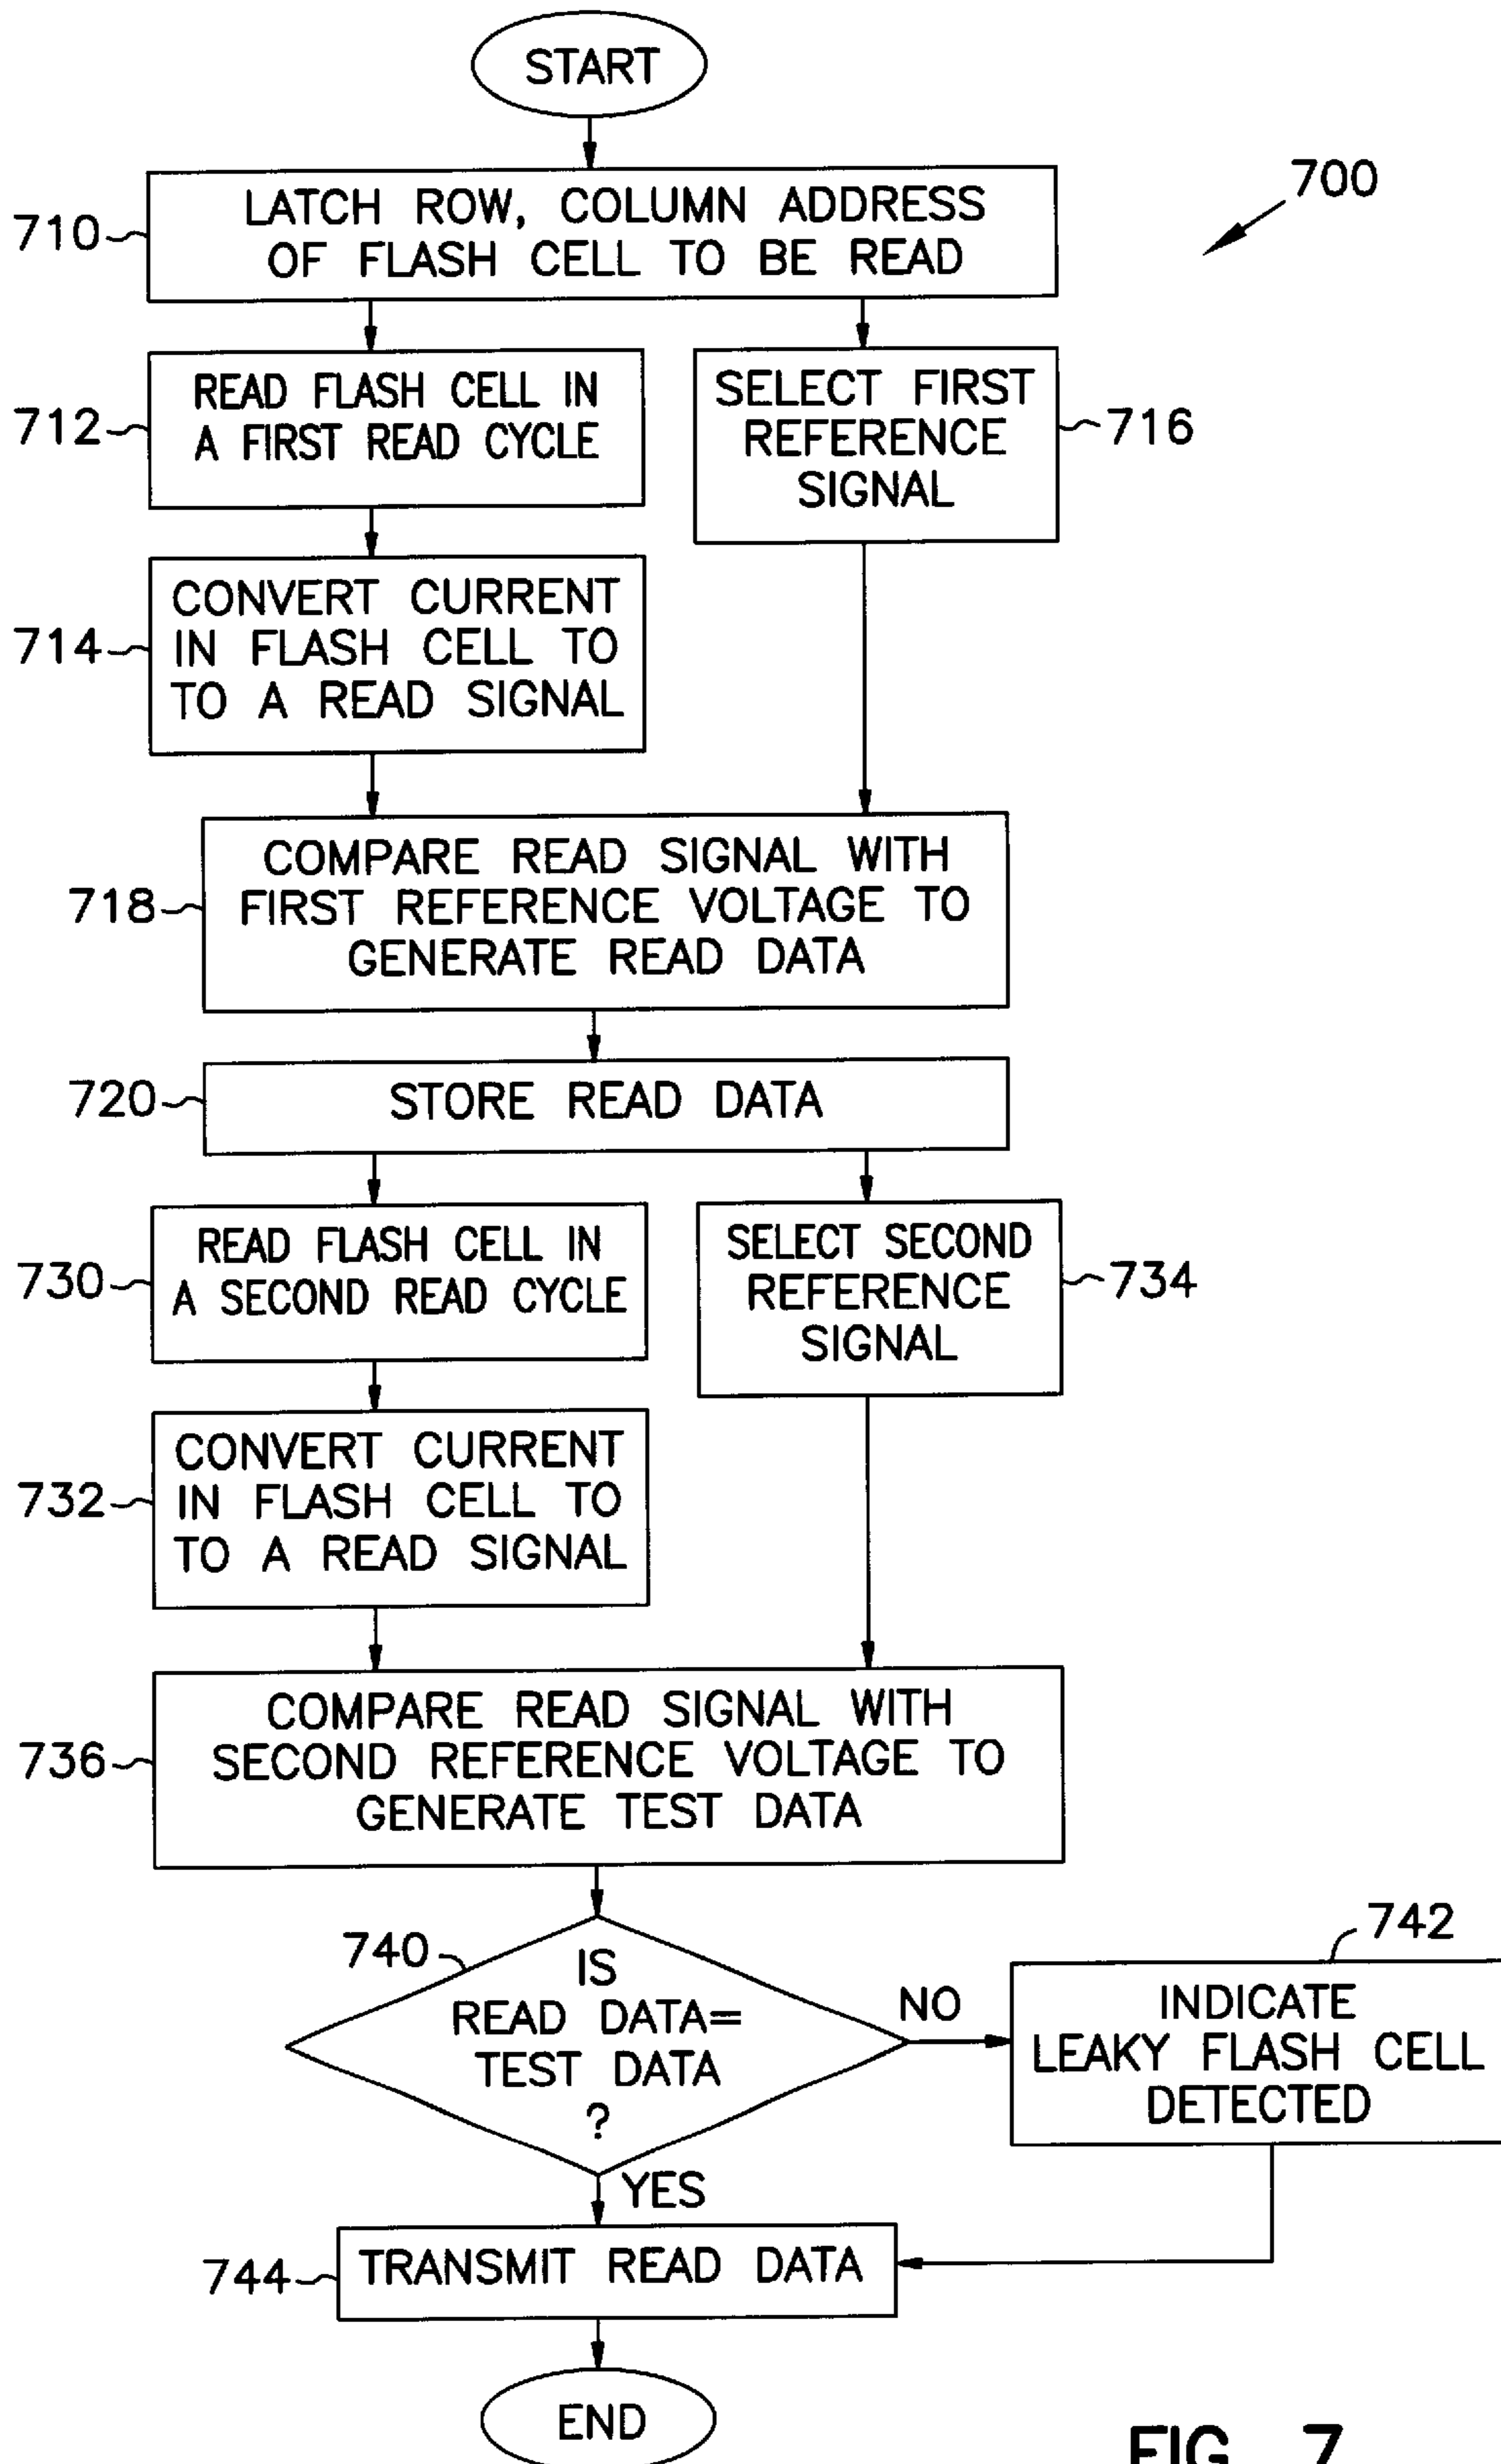 START
700
710
LATCH ROW, COLUMN ADDRESS
OF FLASH CELL TO BE READ
712
READ FLASH CELL IN
A FIRST READ CYCLE
SELECT FIRST
REFERENCE
SIGNAL
716
714
CONVERT CURRENT
IN FLASH CELL TO
TO A READ SIGNAL
718
COMPARE READ SIGNAL WITH
FIRST REFERENCE VOLTAGE TO
GENERATE READ DATA
720
STORE READ DATA
730
READ FLASH CELL IN
A SECOND READ CYCLE
SELECT SECOND
REFERENCE
SIGNAL
734
732
CONVERT CURRENT
IN FLASH CELL TO
TO A READ SIGNAL
736
COMPARE READ SIGNAL WITH
SECOND REFERENCE VOLTAGE TO
GENERATE TEST DATA
740
IS
READ DATA=
TEST DATA
?
NO
742
INDICATE
LEAKY FLASH CELL
DETECTED
YES
744
TRANSMIT READ DATA
END
FIG. 7